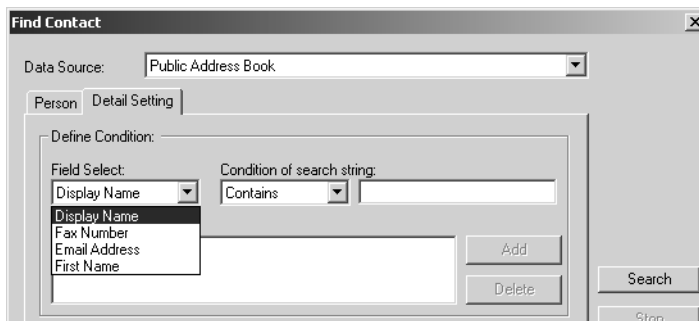 Find Contact
Data Source: Public Address Book
Person Detail Setting
Define Condition:
Field Select: Condition of search string:
Display Name Contains
Display Name
Fax Number
Email Address
First Name
Add
Delete
Search
Stop